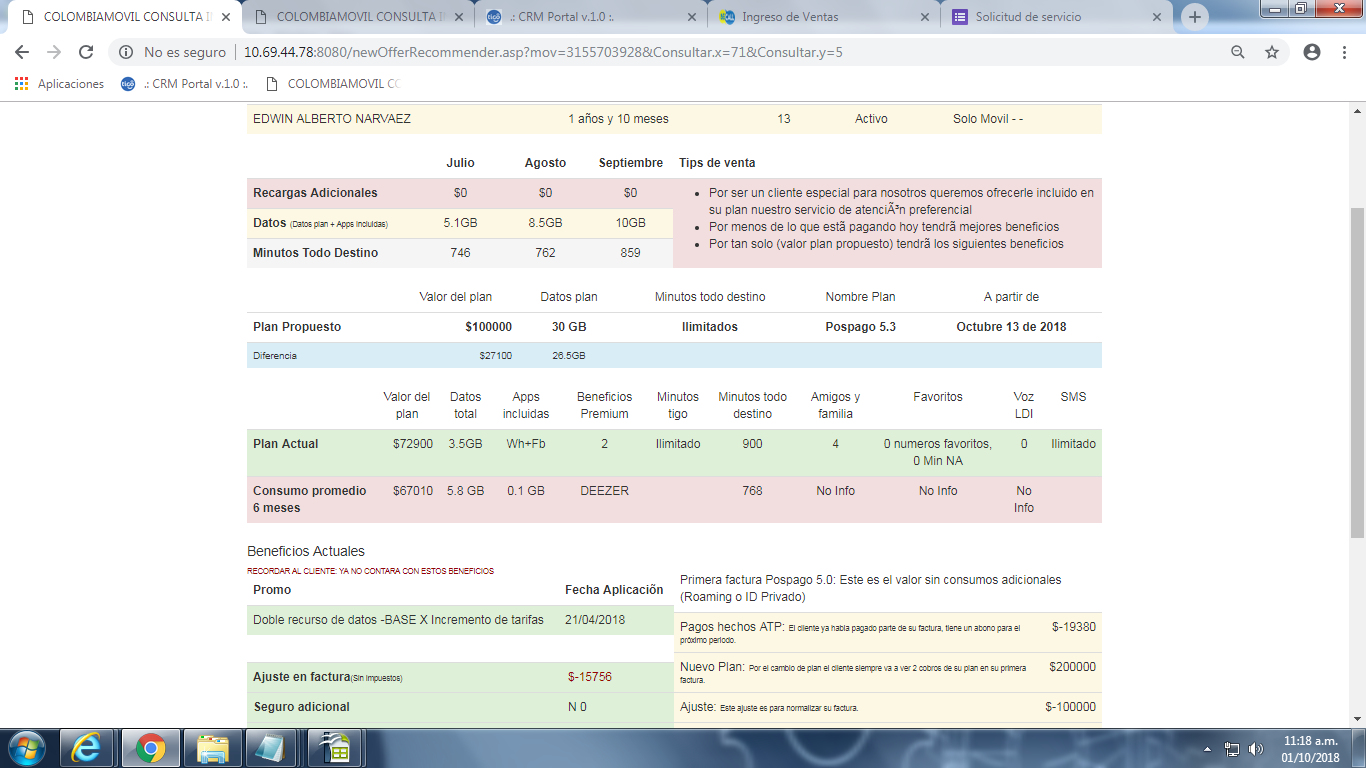 COLOMBIAMOVIL CONSULTA I
COLOMBIAMOVIL CONSULTA I
.: CRM Portal v.1.0 :.
Ingreso de Ventas
Solicitud de servicio
No es seguro
10.69.44.78:8080/newOfferRecommender.asp?mov=3155703928&Consultar.x=71&Consultar.y=5
Aplicaciones
.: CRM Portal v.1.0 :.
COLOMBIAMOVIL CO
EDWIN ALBERTO NARVAEZ 1 años y 10 meses 13 Activo Solo Movil - -
Julio Agosto Septiembre Tips de venta
Recargas Adicionales $0 $0 $0
Datos (Datos plan + Apps incluidas) 5.1GB 8.5GB 10GB
Minutos Todo Destino 746 762 859
Por ser un cliente especial para nosotros queremos ofrecerle incluido en
su plan nuestro servicio de atenciÃ³n preferencial
Por menos de lo que estã pagando hoy tendrã mejores beneficios
Por tan solo (valor plan propuesto) tendrã los siguientes beneficios
Valor del plan Datos plan Minutos todo destino Nombre Plan A partir de
Plan Propuesto $100000 30 GB Ilimitados Pospago 5.3 Octubre 13 de 2018
Diferencia $27100 26.5GB
Valor del plan Datos total Apps incluidas Beneficios Premium Minutos tigo Minutos todo destino Amigos y familia Favoritos Voz LDI SMS
Plan Actual $72900 3.5GB Wh+Fb 2 Ilimitado 900 4 0 numeros favoritos, 0 Min NA 0 Ilimitado
Consumo promedio 6 meses $67010 5.8 GB 0.1 GB DEEZER 768 No Info No Info No Info
Beneficios Actuales
RECORDAR AL CLIENTE: YA NO CONTARA CON ESTOS BENEFICIOS
Promo Fecha Aplicación
Doble recurso de datos -BASE X Incremento de tarifas 21/04/2018
Ajuste en factura(Sin impuestos) $-15756
Seguro adicional N 0
Primera factura Pospago 5.0: Este es el valor sin consumos adicionales
(Roaming o ID Privado)
Pagos hechos ATP: El cliente ya habia pagado parte de su factura, tiene un abono para el
próximo periodo. $-19380
Nuevo Plan: Por el cambio de plan el cliente siempre va a ver 2 cobros de su plan en su primera
factura. $200000
Ajuste: Este ajuste es para normalizar su factura. $-100000
11:18 a.m.
01/10/2018